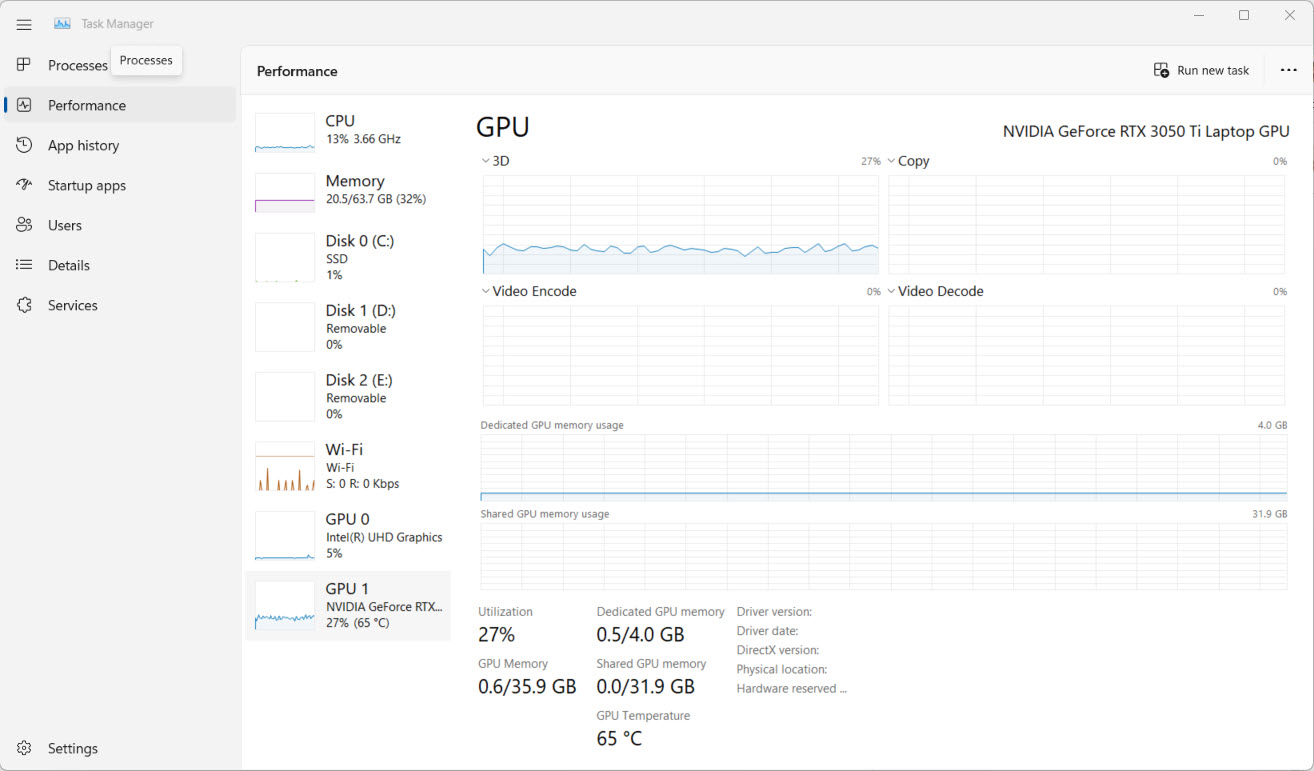 Task Manager
Processes
Processes
Performance
App history
Startup apps
Users
Details
Services
Settings
Performance
Run new task
CPU
13% 3.66 GHz
Memory
20.5/63.7 GB (32%)
Disk 0 (C:)
SSD
1%
Disk 1 (D:)
Removable
0%
Disk 2 (E:)
Removable
0%
Wi-Fi
Wi-Fi
S: 0 R: 0 Kbps
GPU 0
Intel(R) UHD Graphics
5%
GPU 1
NVIDIA GeForce RTX...
27% (65 °C)
GPU
NVIDIA GeForce RTX 3050 Ti Laptop GPU
3D 27%
Copy 0%
Video Encode 0%
Video Decode 0%
Dedicated GPU memory usage 4.0 GB
Shared GPU memory usage 31.9 GB
Utilization
27%
GPU Memory
0.6/35.9 GB
Dedicated GPU memory
0.5/4.0 GB
Shared GPU memory
0.0/31.9 GB
GPU Temperature
65 °C
Driver version:
Driver date:
DirectX version:
Physical location:
Hardware reserved ...